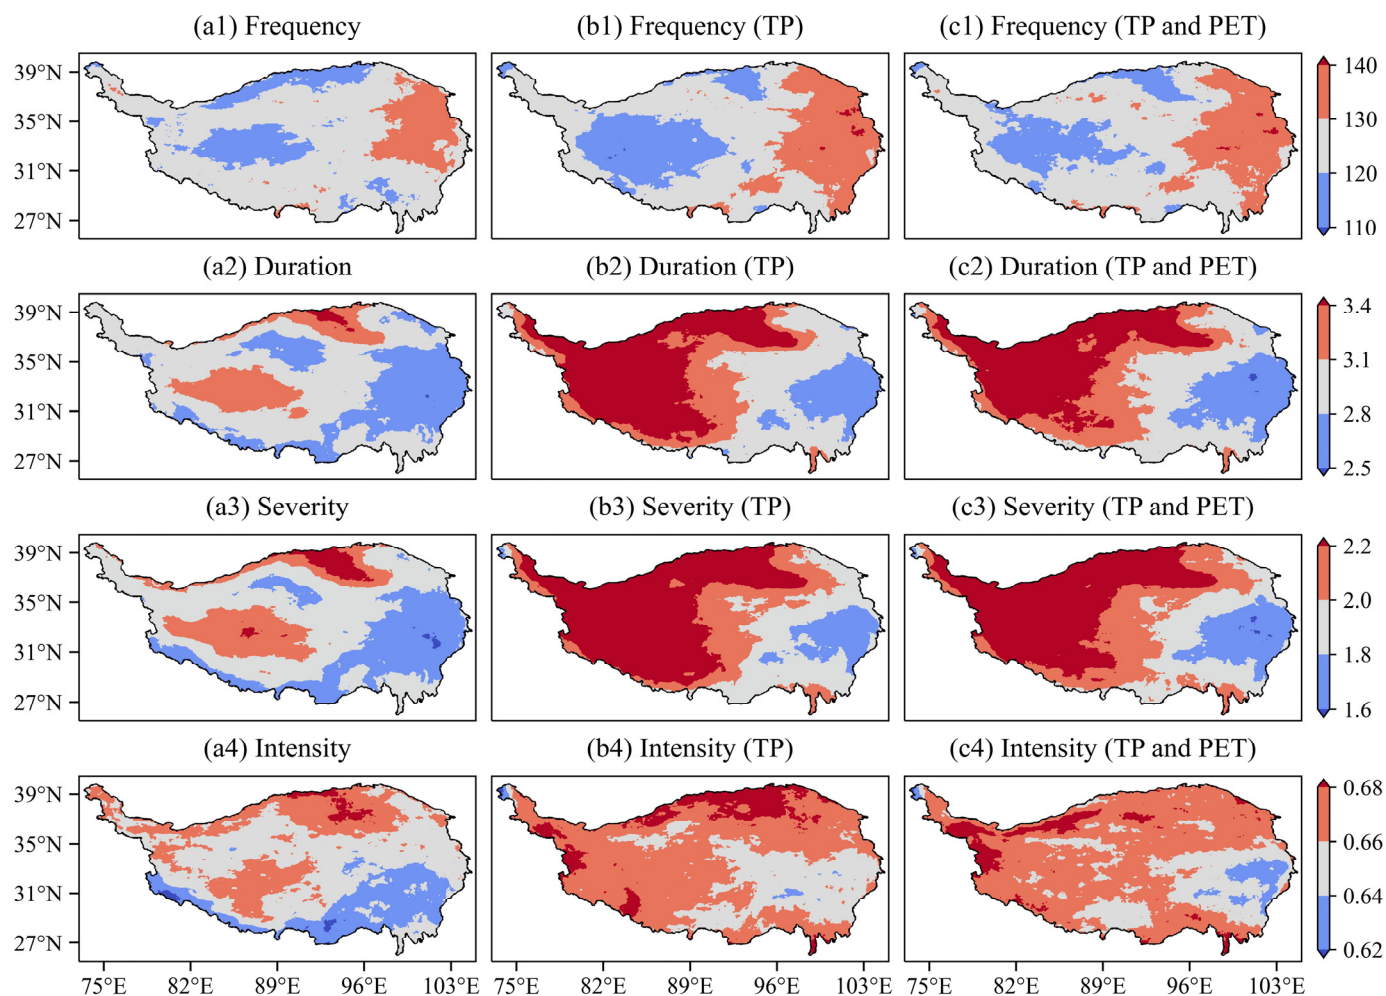 (a1) Frequency (b1) Frequency (TP) (c1) Frequency (TP and PET)
39°N 140
35°N 130
31°N 120
27°N 110
(a2) Duration (b2) Duration (TP) (c2) Duration (TP and PET)
39°N 3.4
35°N 3.1
31°N 2.8
27°N 2.5
(a3) Severity (b3) Severity (TP) (c3) Severity (TP and PET)
39°N 2.2
35°N 2.0
31°N 1.8
27°N 1.6
(a4) Intensity (b4) Intensity (TP) (c4) Intensity (TP and PET)
39°N 0.68
35°N 0.66
31°N 0.64
27°N 0.62
75°E 82°E 89°E 96°E 103°E 75°E 82°E 89°E 96°E 103°E 75°E 82°E 89°E 96°E 103°E